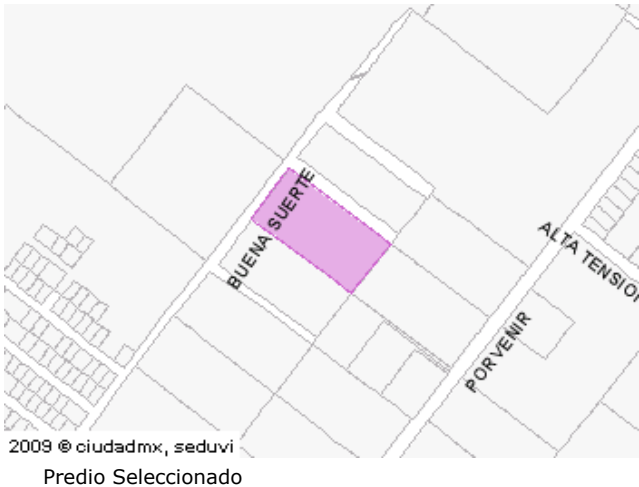 BUENA SUERTE
ALTA TENSION
PORVENIR
2009 © ciudadmx, seduvi
Predio Seleccionado